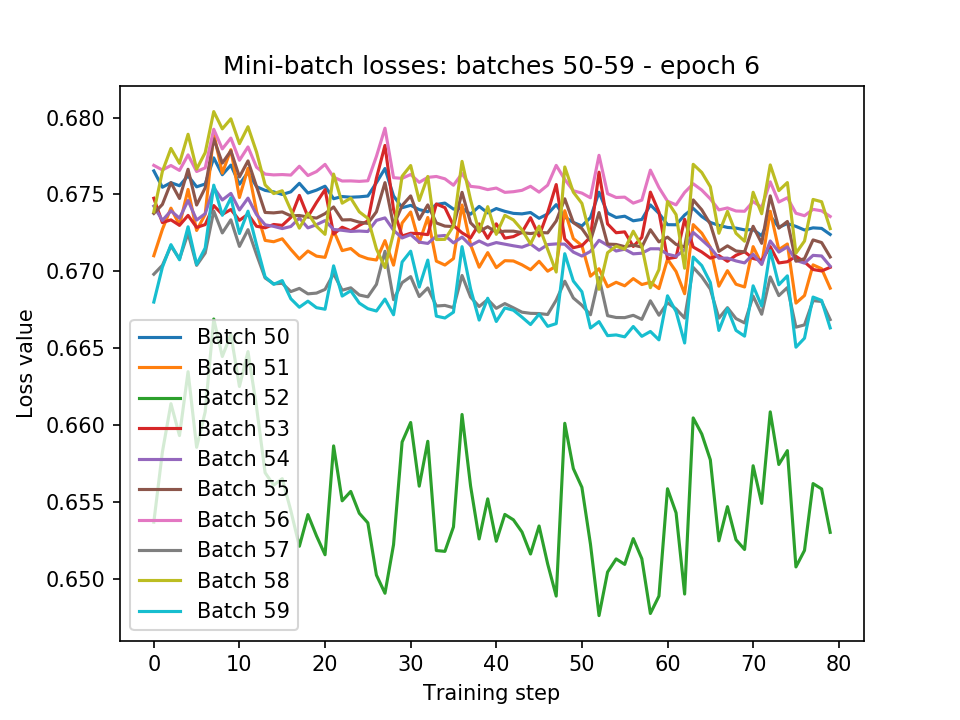 Mini-batch losses: batches 50-59 - epoch 6
0.680
0.675
0.670
0.665
0.660
0.655
0.650
Loss value
Batch 50
Batch 51
Batch 52
Batch 53
Batch 54
Batch 55
Batch 56
Batch 57
Batch 58
Batch 59
0 10 20 30 40 50 60 70 80
Training step